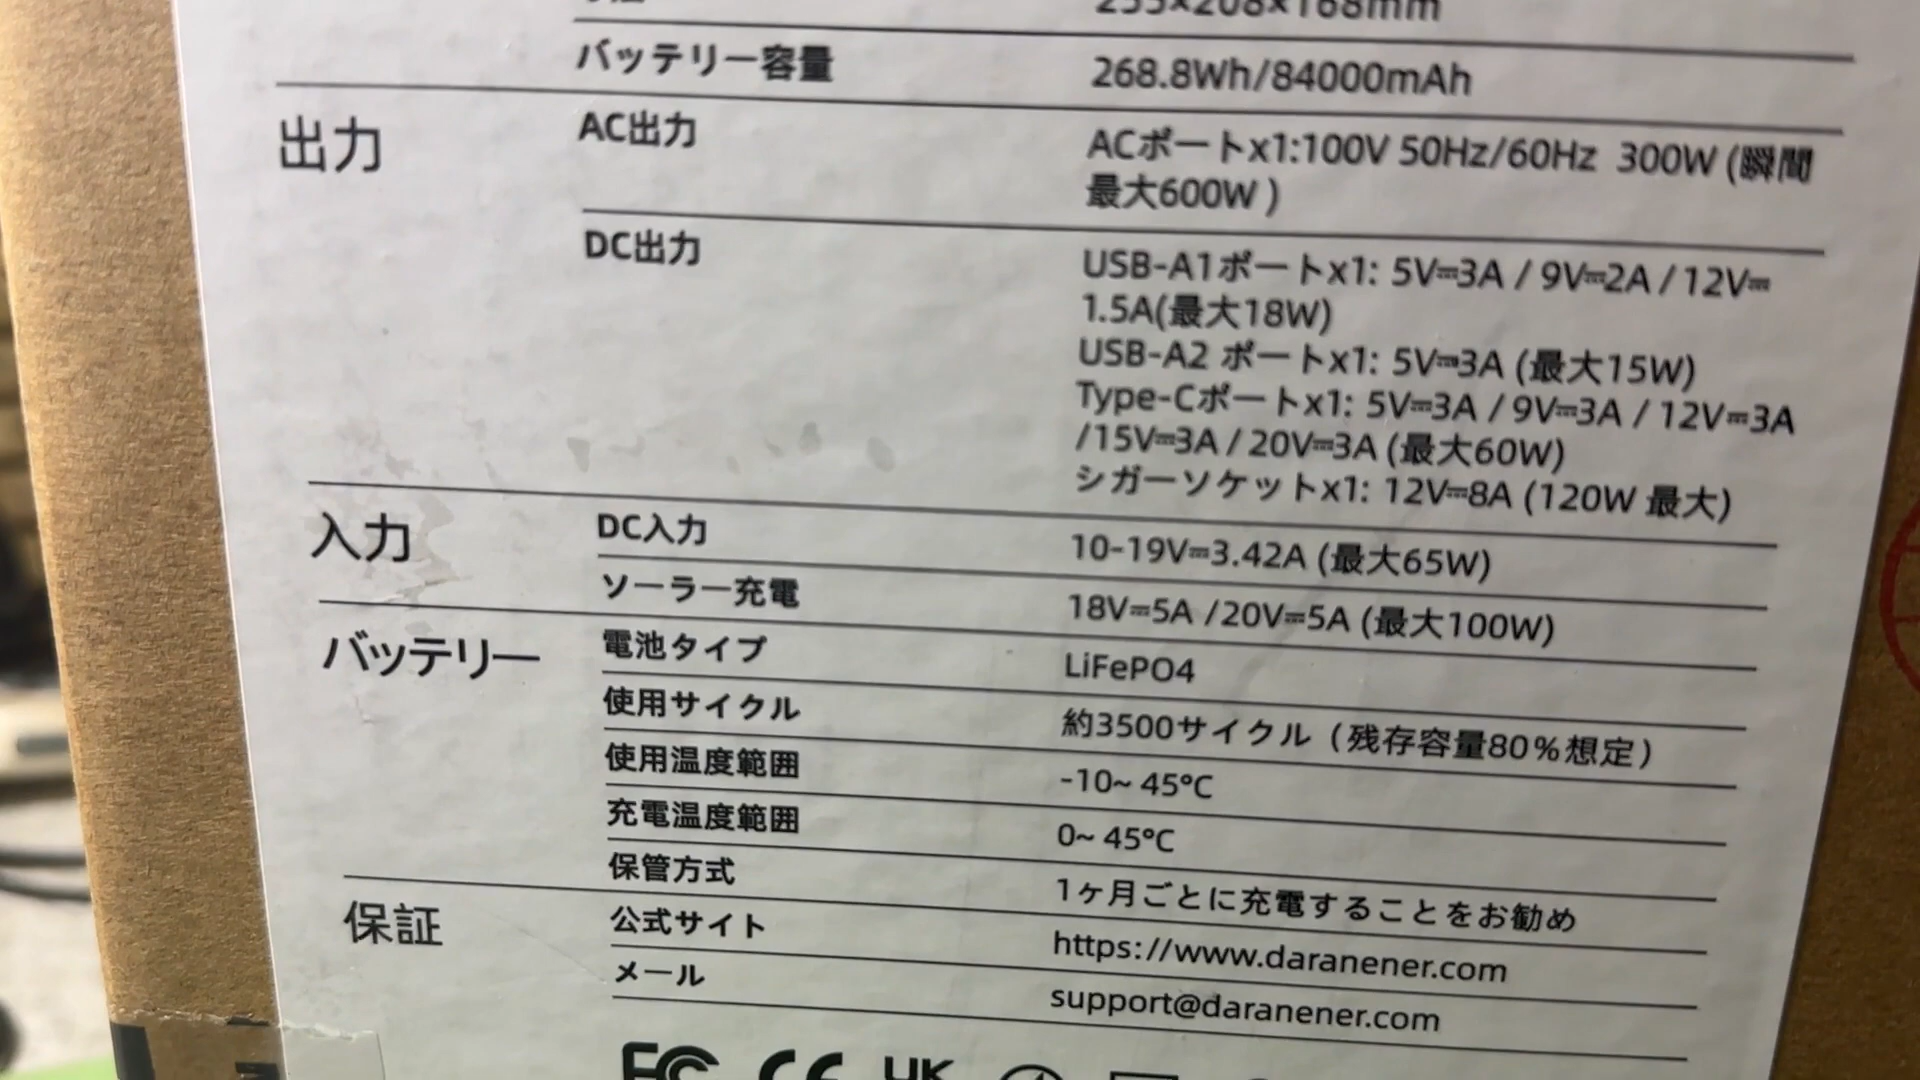 255×208×168mm
バッテリー容量 268.8Wh/84000mAh
出力 AC出力 ACポートx1:100V 50Hz/60Hz 300W (瞬間
最大600W )
DC出力 USB-A1ポートx1: 5V⎓3A / 9V⎓2A / 12V⎓
1.5A(最大18W)
USB-A2 ポートx1: 5V⎓3A (最大15W)
Type-Cポートx1: 5V⎓3A / 9V⎓3A / 12V⎓3A
/15V⎓3A / 20V⎓3A (最大60W)
シガーソケットx1: 12V⎓8A (120W 最大)
入力 DC入力 10-19V⎓3.42A (最大65W)
ソーラー充電 18V⎓5A /20V⎓5A (最大100W)
バッテリー 電池タイプ LiFePO4
使用サイクル 約3500サイクル（残存容量80%想定）
使用温度範囲 -10~ 45°C
充電温度範囲 0~ 45°C
保管方式 1ヶ月ごとに充電することをお勧め
保証 公式サイト https://www.daranener.com
メール support@daranener.com
FC CE UK